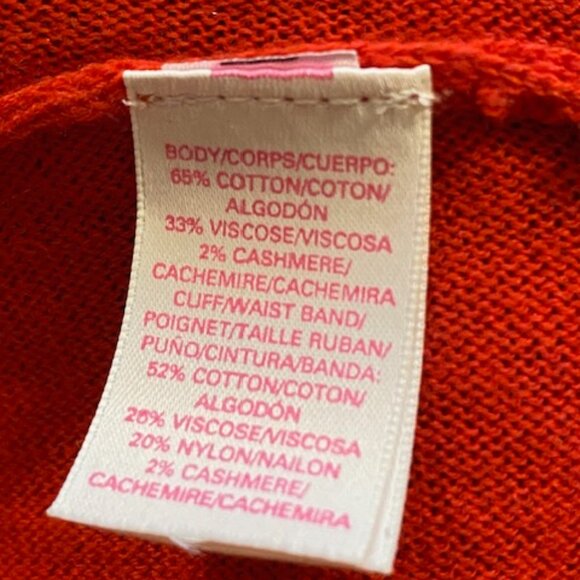 BODY/CORPS/CUERPO:
65% COTTON/COTON/
ALGODÓN
33% VISCOSE/VISCOSA
2% CASHMERE/
CACHEMIRE/CACHEMIRA
CUFF/WAIST BAND/
POIGNET/TAILLE RUBAN/
PUÑO/CINTURA/BANDA:
52% COTTON/COTON/
ALGODÓN
26% VISCOSE/VISCOSA
20% NYLON/NAILON
2% CASHMERE/
CACHEMIRE/CACHEMIRA